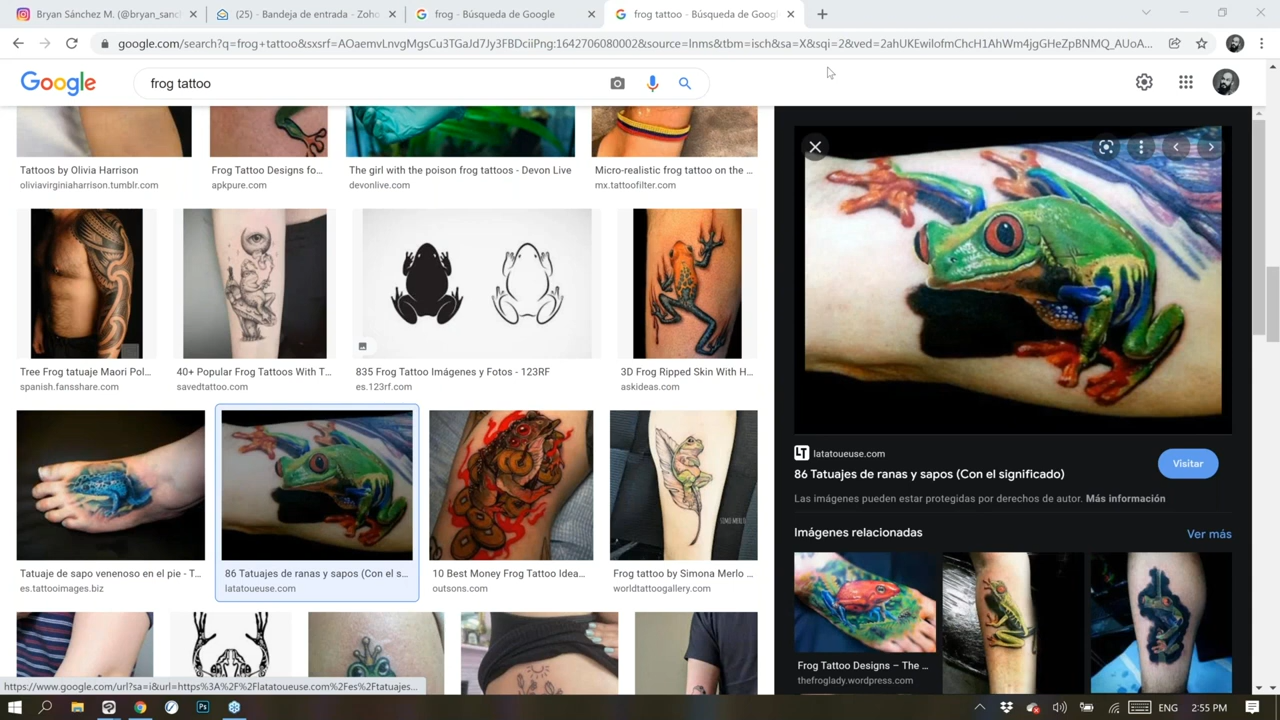 Bryan Sánchez M. (@bryan_sanc
(25) - Bandeja de entrada - Zoho
frog - Búsqueda de Google
frog tattoo - Búsqueda de Goog
google.com/search?q=frog+tattoo&sxsrf=AOaemvLnvgMgsCu3TGaJd7Jy3FBDciiPng:1642706080002&source=lnms&tbm=isch&sa=X&sqi=2&ved=2ahUKEwiIofmChcH1AhWm4jgGHeZpBNMQ_AUoA...
Google
frog tattoo
Tattoos by Olivia Harrison
oliviavirginiaharrison.tumblr.com
Frog Tattoo Designs fo...
apkpure.com
The girl with the poison frog tattoos - Devon Live
devonlive.com
Micro-realistic frog tattoo on the ...
mx.tattoofilter.com
Tree Frog tatuaje Maori Pol...
spanish.fansshare.com
40+ Popular Frog Tattoos With T...
savedtattoo.com
835 Frog Tattoo Imágenes y Fotos - 123RF
es.123rf.com
3D Frog Ripped Skin With H...
askideas.com
SIMO MERLO
Tatuaje de sapo venenoso en el pie - T...
es.tattooimages.biz
86 Tatuajes de ranas y sapos (Con el s...
latatoueuse.com
10 Best Money Frog Tattoo Idea...
outsons.com
Frog tattoo by Simona Merlo ...
worldtattoogallery.com
LT
latatoueuse.com
86 Tatuajes de ranas y sapos (Con el significado)
Visitar
Las imágenes pueden estar protegidas por derechos de autor. Más información
Imágenes relacionadas
Ver más
Frog Tattoo Designs – The ...
thefroglady.wordpress.com
https://www.google.com/url?sa=i&url=https%3A%2F%2Flatatoueuse.com%2Fes%2Ftatuajes...
Ps
ENG
2:55 PM